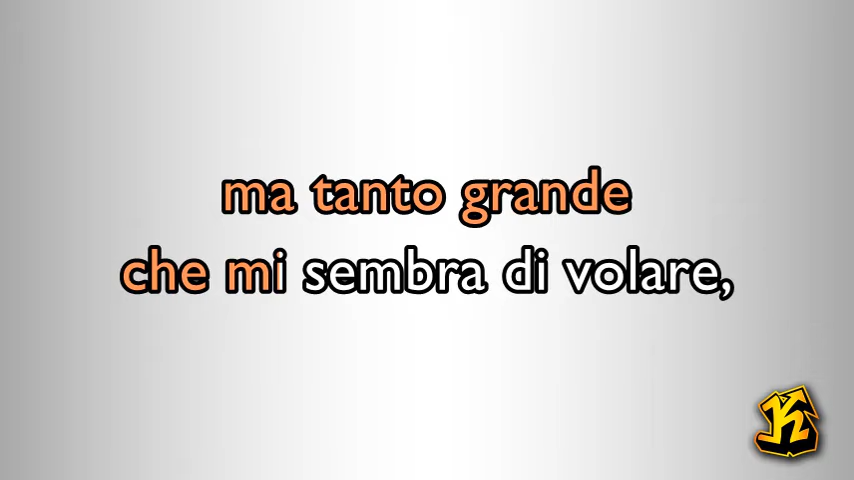 ma tanto grande
che mi sembra di volare,
K